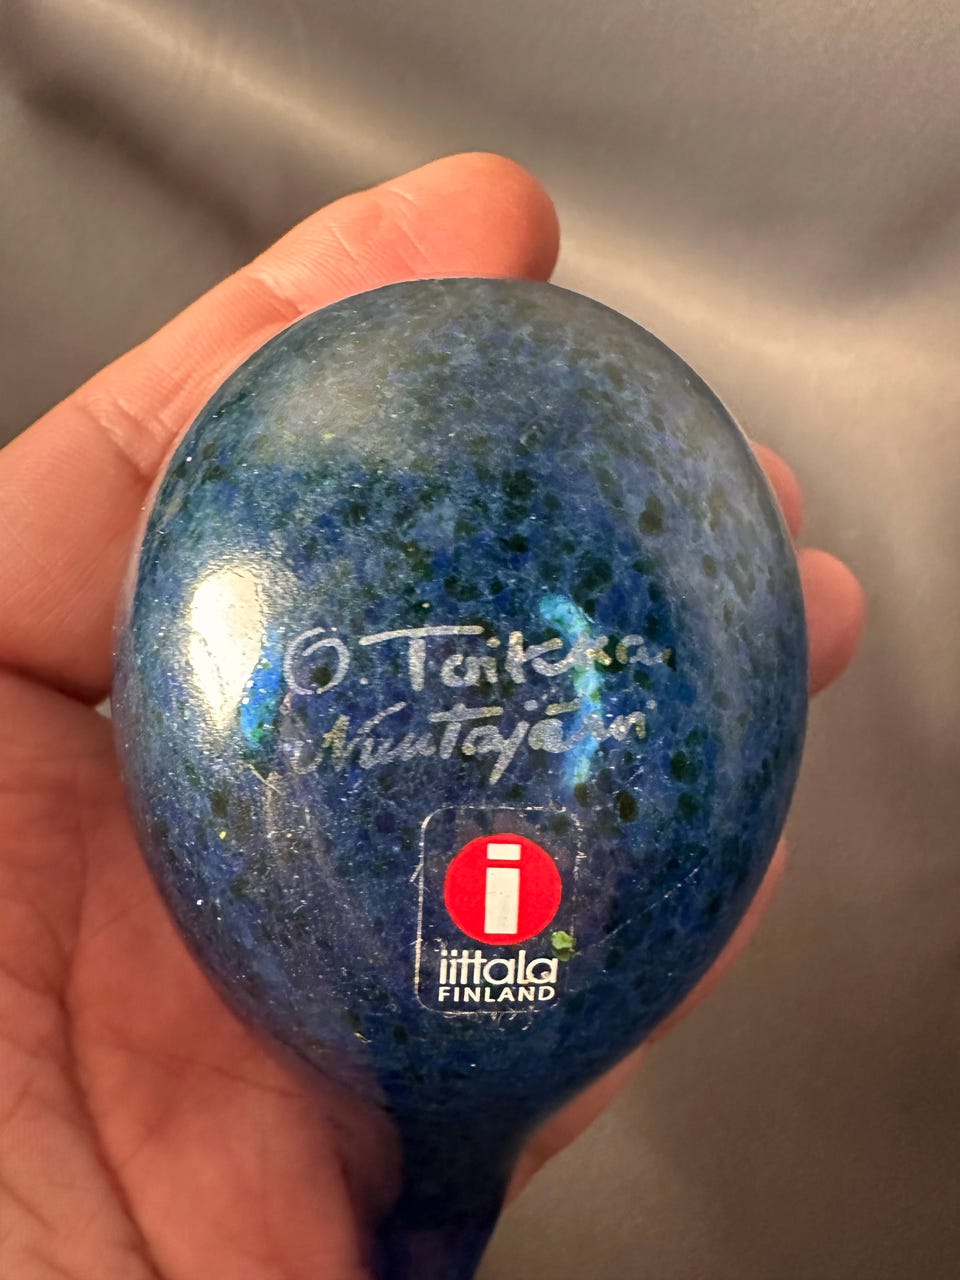 O. Toikka
Nuutajärvi
i
iittala
FINLAND